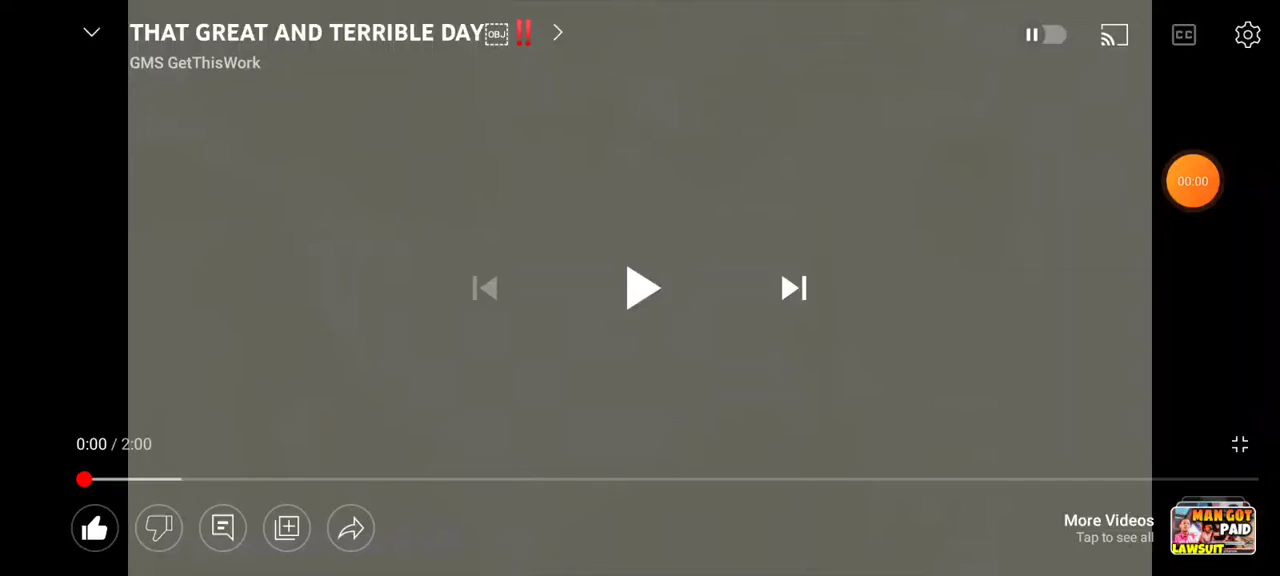 THAT GREAT AND TERRIBLE DAY￼‼️
GMS GetThisWork
CC
00:00
0:00 / 2:00
More Videos
Tap to see all
MAN GOT
PAID
LAWSUIT